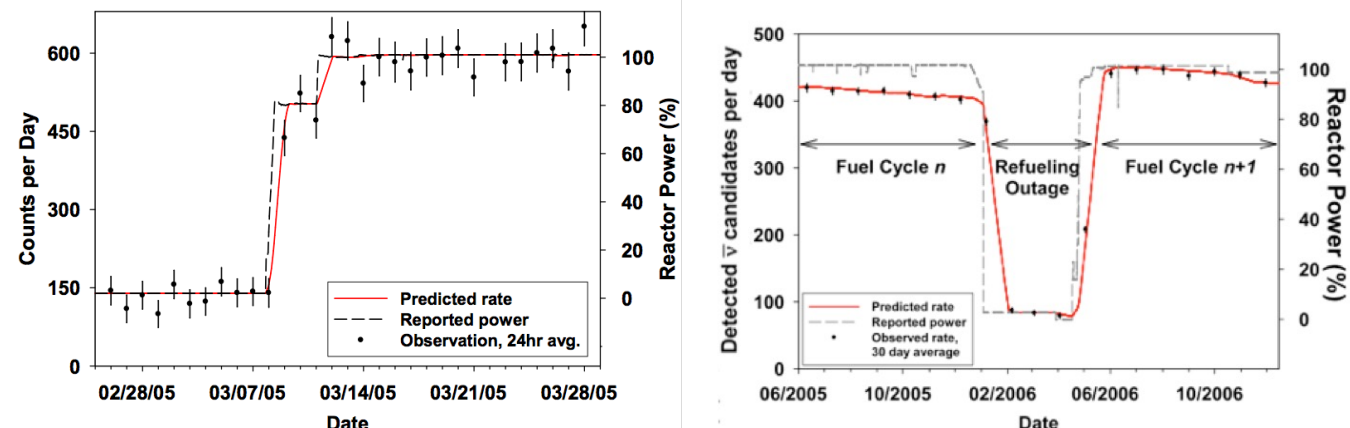 Counts per Day
600
450
300
150
0
100
80
60
40
20
0
Reactor Power (%)
Predicted rate
Reported power
Observation, 24hr avg.
02/28/05
03/07/05
03/14/05
03/21/05
03/28/05
Date
Detected ν̅ candidates per day
500
400
300
200
100
0
100
80
60
40
20
0
Reactor Power (%)
Fuel Cycle n
Refueling
Outage
Fuel Cycle n+1
Predicted rate
Reported power
Observed rate,
30 day average
06/2005
10/2005
02/2006
06/2006
10/2006
Date